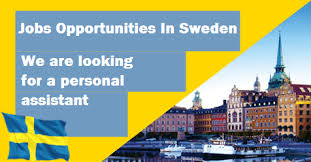 Jobs Opportunities In Sweden
We are looking
for a personal
assistant